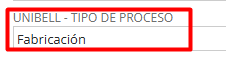 UNIBELL - TIPO DE PROCESO
Fabricación